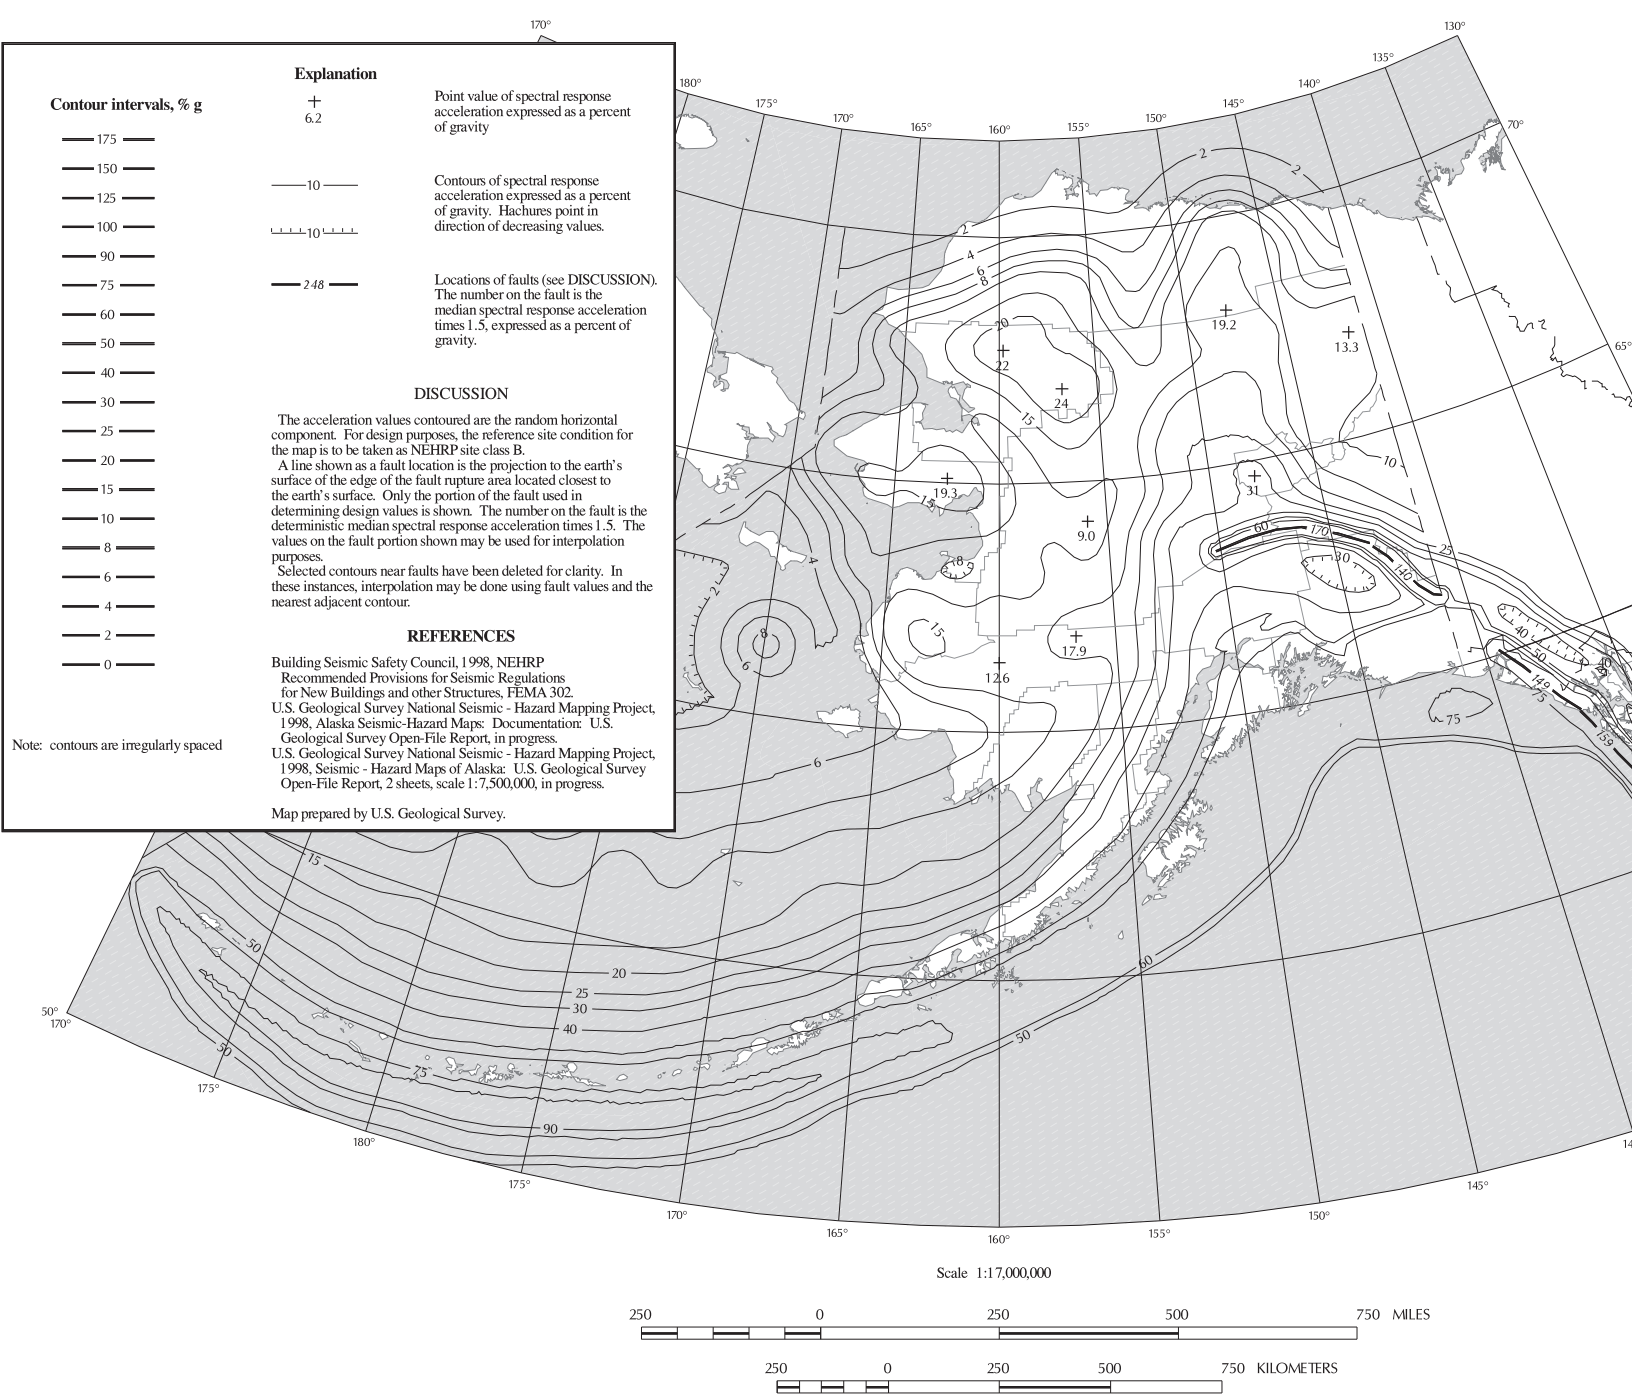 Explanation
Contour intervals, % g
175
150
125
100
90
75
60
50
40
30
25
20
15
10
8
6
4
2
0
Note: contours are irregularly spaced
6.2
Point value of spectral response
acceleration expressed as a percent
of gravity
10
Contours of spectral response
acceleration expressed as a percent
of gravity. Hachures point in
direction of decreasing values.
10
248
Locations of faults (see DISCUSSION).
The number on the fault is the
median spectral response acceleration
times 1.5, expressed as a percent of
gravity.
DISCUSSION
The acceleration values contoured are the random horizontal
component. For design purposes, the reference site condition for
the map is to be taken as NEHRP site class B.
A line shown as a fault location is the projection to the earth's
surface of the edge of the fault rupture area located closest to
the earth's surface. Only the portion of the fault used in
determining design values is shown. The number on the fault is the
deterministic median spectral response acceleration times 1.5. The
values on the fault portion shown may be used for interpolation
purposes.
Selected contours near faults have been deleted for clarity. In
these instances, interpolation may be done using fault values and the
nearest adjacent contour.
REFERENCES
Building Seismic Safety Council, 1998, NEHRP
Recommended Provisions for Seismic Regulations
for New Buildings and other Structures, FEMA 302.
U.S. Geological Survey National Seismic - Hazard Mapping Project,
1998, Alaska Seismic-Hazard Maps: Documentation: U.S.
Geological Survey Open-File Report, in progress.
U.S. Geological Survey National Seismic - Hazard Mapping Project,
1998, Seismic - Hazard Maps of Alaska: U.S. Geological Survey
Open-File Report, 2 sheets, scale 1:7,500,000, in progress.
Map prepared by U.S. Geological Survey.
170°
180°
175°
170°
165°
160°
155°
150°
145°
140°
135°
130°
70°
65°
2
2
2
4
6
8
20
22
24
15
19.2
13.3
10
19.3
15
31
9.0
8
60
170
140
30
25
4
2
8
6
15
17.9
12.6
40
50
40
149
75
159
75
6
15
50
20
25
30
40
60
50
50
75
90
50°
170°
175°
180°
175°
170°
165°
160°
155°
150°
145°
14
Scale 1:17,000,000
250 0 250 500 750 MILES
250 0 250 500 750 KILOMETERS